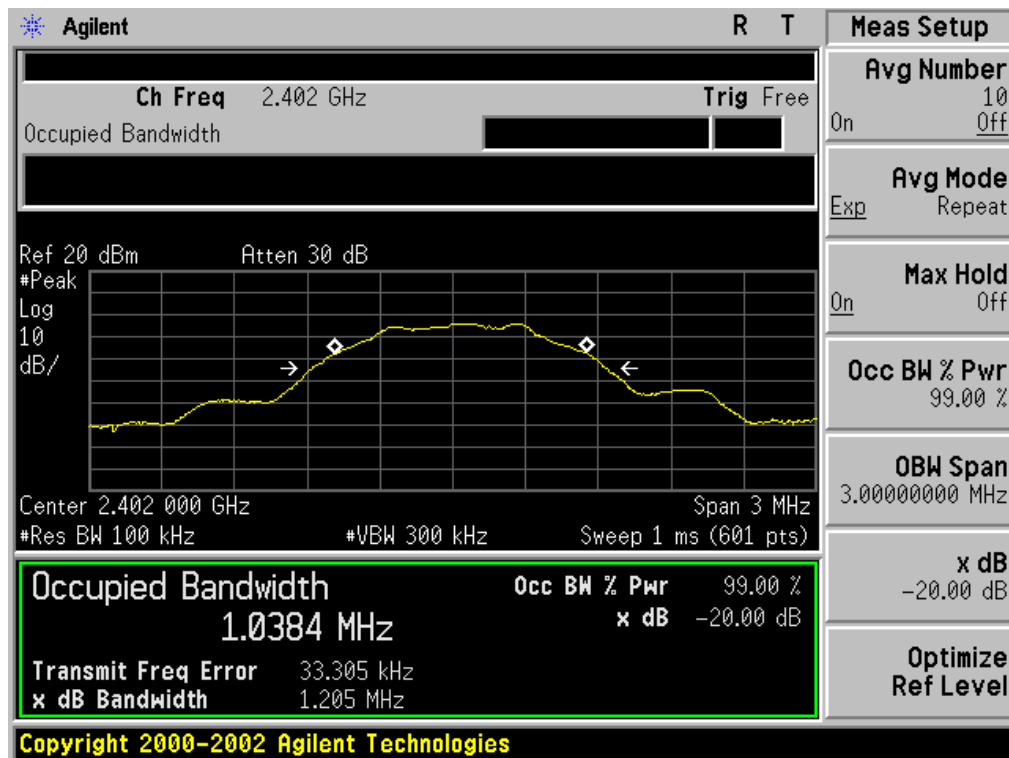 Agilent R T
Ch Freq 2.402 GHz Trig Free
Occupied Bandwidth
Ref 20 dBm Atten 30 dB
#Peak
Log
10
dB/
Center 2.402 000 GHz Span 3 MHz
#Res BW 100 kHz #VBW 300 kHz Sweep 1 ms (601 pts)
Occupied Bandwidth Occ BW % Pwr 99.00 %
1.0384 MHz x dB -20.00 dB
Transmit Freq Error 33.305 kHz
x dB Bandwidth 1.205 MHz
Copyright 2000-2002 Agilent Technologies
Meas Setup
Avg Number
10
On Off
Avg Mode
Exp Repeat
Max Hold
On Off
Occ BW % Pwr
99.00 %
OBW Span
3.00000000 MHz
x dB
-20.00 dB
Optimize
Ref Level